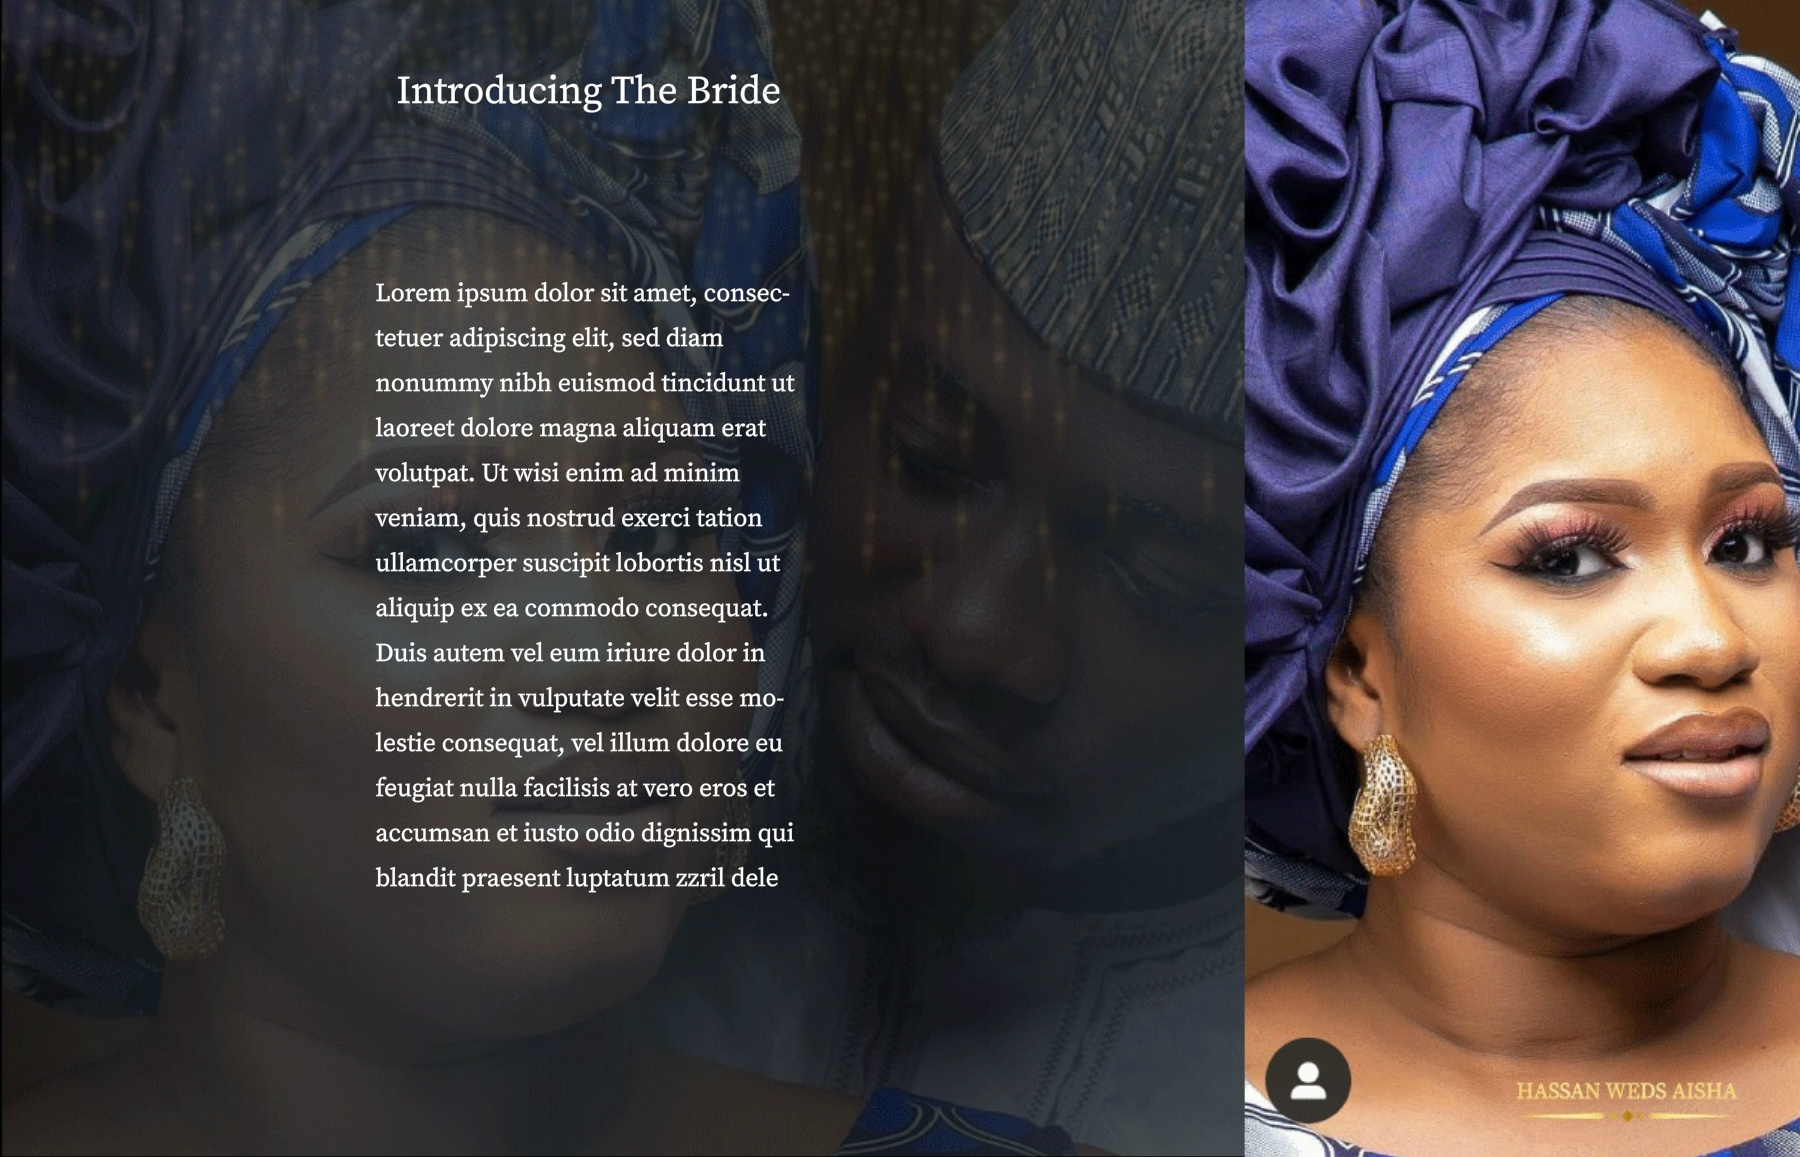 Introducing The Bride
Lorem ipsum dolor sit amet, consec-
tetuer adipiscing elit, sed diam
nonummy nibh euismod tincidunt ut
laoreet dolore magna aliquam erat
volutpat. Ut wisi enim ad minim
veniam, quis nostrud exerci tation
ullamcorper suscipit lobortis nisl ut
aliquip ex ea commodo consequat.
Duis autem vel eum iriure dolor in
hendrerit in vulputate velit esse mo-
lestie consequat, vel illum dolore eu
feugiat nulla facilisis at vero eros et
accumsan et iusto odio dignissim qui
blandit praesent luptatum zzril dele
HASSAN WEDS AISHA